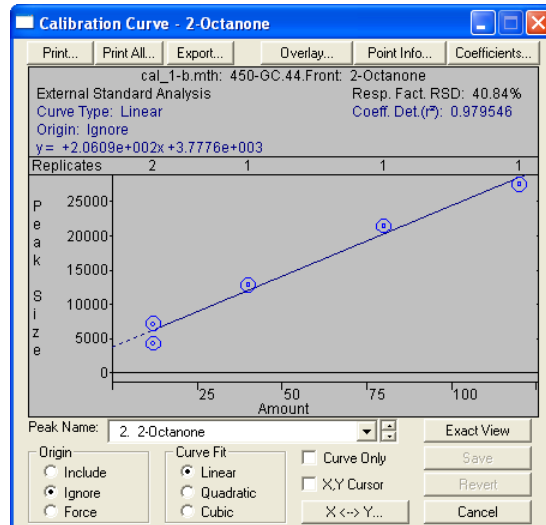 Calibration Curve - 2-Octanone
Print... Print All... Export... Overlay... Point Info... Coefficients...
cal_1-b.mth: 450-GC.44.Front: 2-Octanone
External Standard Analysis Resp. Fact. RSD: 40.84%
Curve Type: Linear Coeff. Det.(r²): 0.979546
Origin: Ignore
y = +2.0609e+002x +3.7776e+003
Replicates 2 1 1 1
Peak Size
25000
20000
15000
10000
5000
0
25 50 75 100
Amount
Peak Name: 2. 2-Octanone Exact View
Origin Curve Fit
Include Linear Curve Only Save
Ignore Quadratic X,Y Cursor Revert
Force Cubic X <-> Y... Cancel